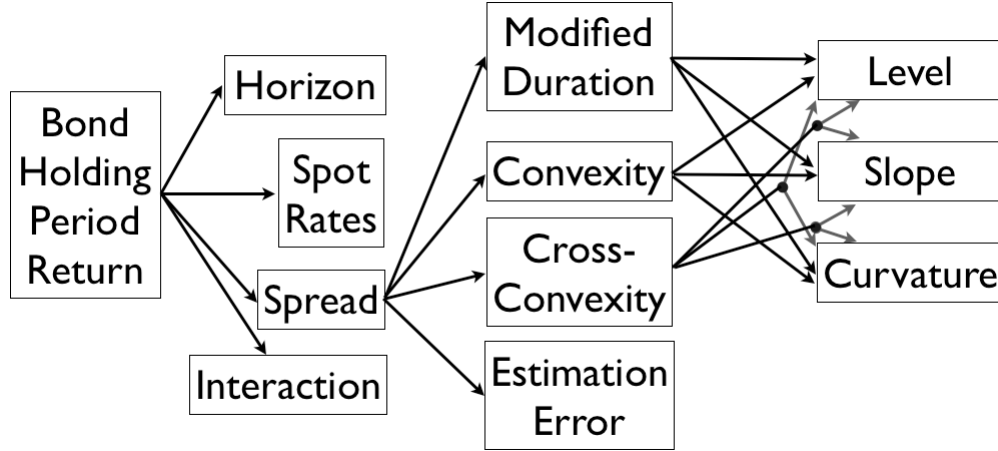 Bond
Holding
Period
Return
Horizon
Spot
Rates
Spread
Interaction
Modified
Duration
Convexity
Cross-
Convexity
Estimation
Error
Level
Slope
Curvature